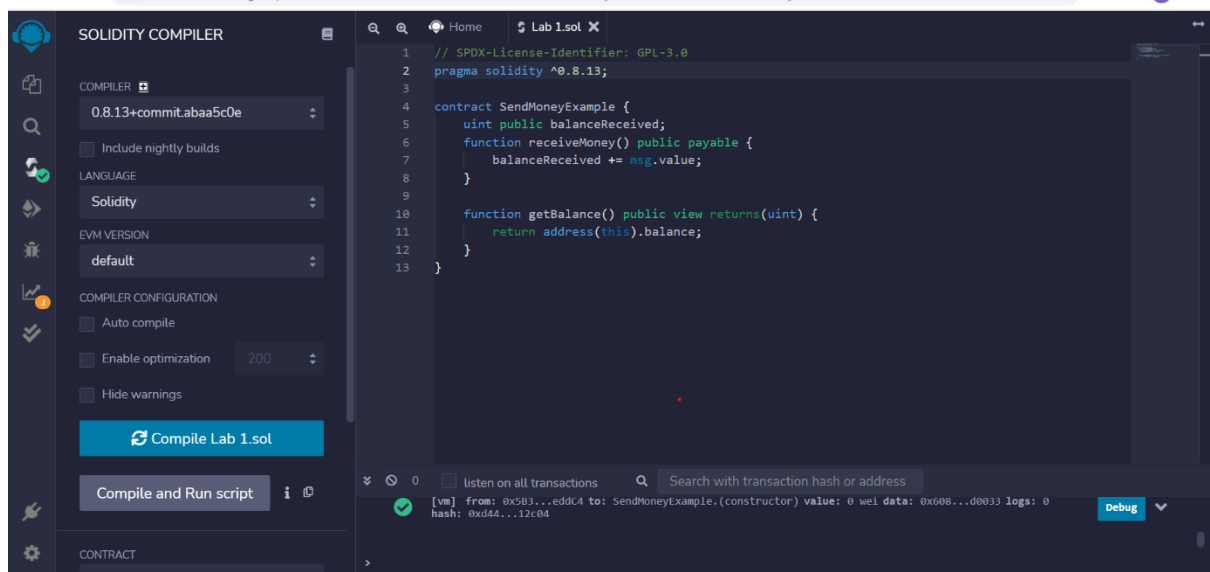 SOLIDITY COMPILER
COMPILER
0.8.13+commit.abaa5c0e
Include nightly builds
LANGUAGE
Solidity
EVM VERSION
default
COMPILER CONFIGURATION
Auto compile
Enable optimization 200
Hide warnings
Compile Lab 1.sol
Compile and Run script i
CONTRACT
1
Home Lab 1.sol
1 // SPDX-License-Identifier: GPL-3.0
2 pragma solidity ^0.8.13;
3
4 contract SendMoneyExample {
5 uint public balanceReceived;
6 function receiveMoney() public payable {
7 balanceReceived += msg.value;
8 }
9
10 function getBalance() public view returns(uint) {
11 return address(this).balance;
12 }
13 }
0 listen on all transactions Search with transaction hash or address
[vm] from: 0x5B3...eddC4 to: SendMoneyExample.(constructor) value: 0 wei data: 0x608...d0033 logs: 0
hash: 0xd44...12c04
Debug
>